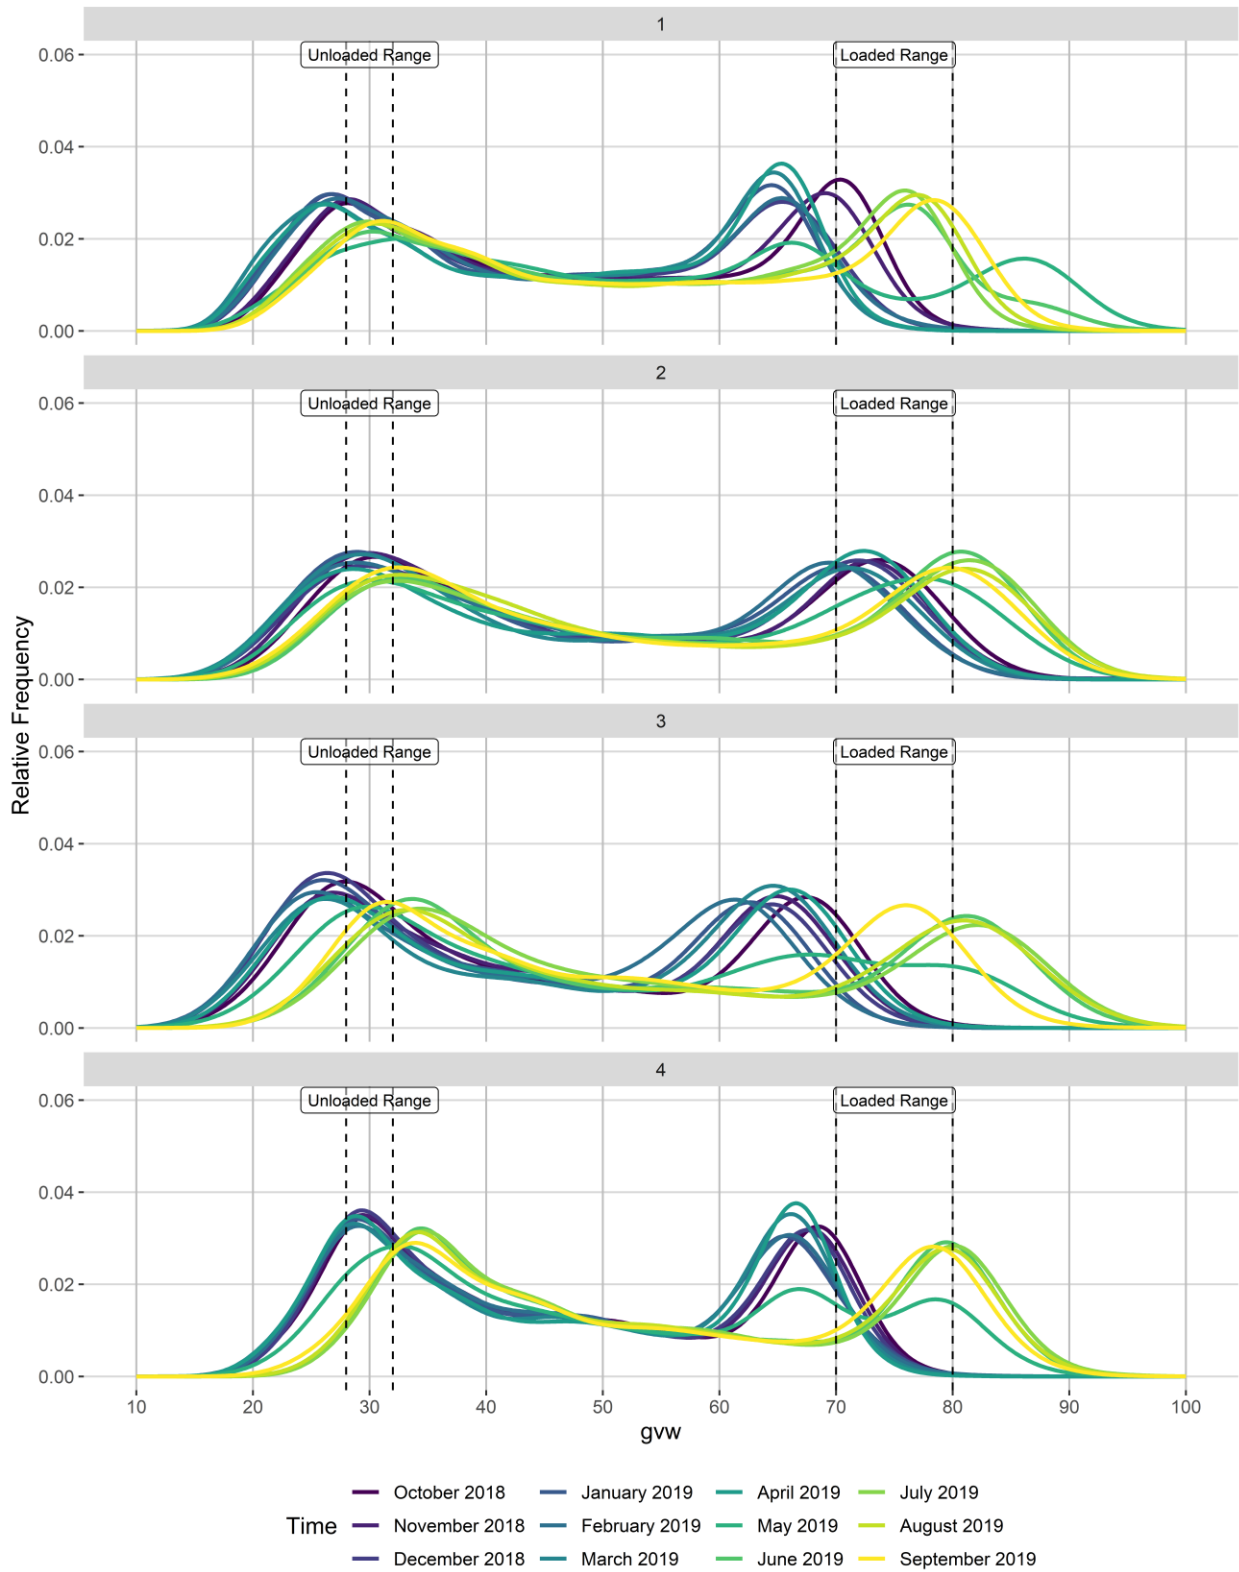 1
Unloaded Range Loaded Range
0.06
0.04
0.02
0.00
2
Unloaded Range Loaded Range
0.06
0.04
0.02
0.00
Relative Frequency
3
Unloaded Range Loaded Range
0.06
0.04
0.02
0.00
4
Unloaded Range Loaded Range
0.06
0.04
0.02
0.00
10 20 30 40 50 60 70 80 90 100
gvw
Time
October 2018 January 2019 April 2019 July 2019
November 2018 February 2019 May 2019 August 2019
December 2018 March 2019 June 2019 September 2019